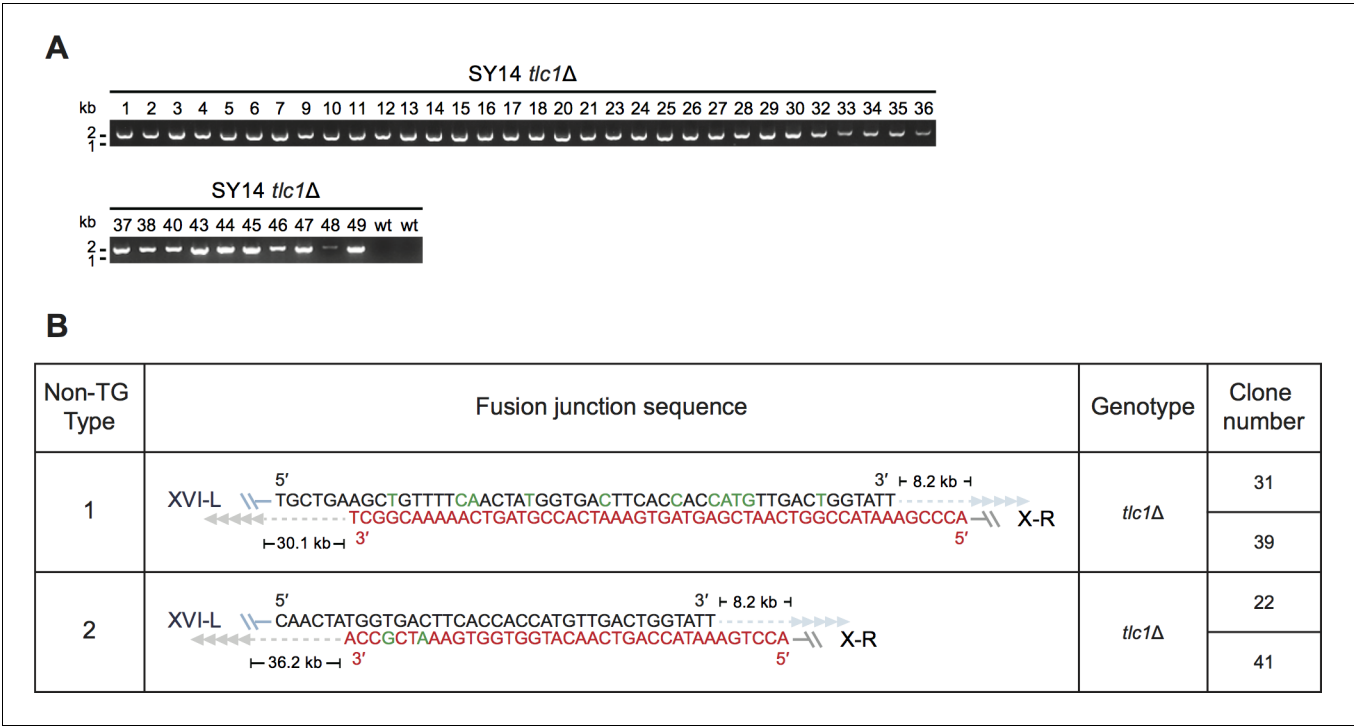 A
SY14 tlc1Δ
kb 1 2 3 4 5 6 7 9 10 11 12 13 14 15 16 17 18 20 21 23 24 25 26 27 28 29 30 32 33 34 35 36
2
1
SY14 tlc1Δ
kb 37 38 40 43 44 45 46 47 48 49 wt wt
2
1
B
Non-TG Type Fusion junction sequence Genotype Clone number
5′ 3′ 8.2 kb
XVI-L TGCTGAAGCTGTTTTCAACTATGGTGACTTCACCACCATGTTGACTGGTATT
1 TCGGCAAAAACTGATGCCACTAAAGTGATGAGCTAACTGGCCATAAAGCCCA X-R tlc1Δ 31
30.1 kb 3′ 5′ 39
5′ 3′ 8.2 kb
XVI-L CAACTATGGTGACTTCACCACCATGTTGACTGGTATT
2 ACCGCTAAAGTGGTGGTACAACTGACCATAAAGTCCA X-R tlc1Δ 22
36.2 kb 3′ 5′ 41